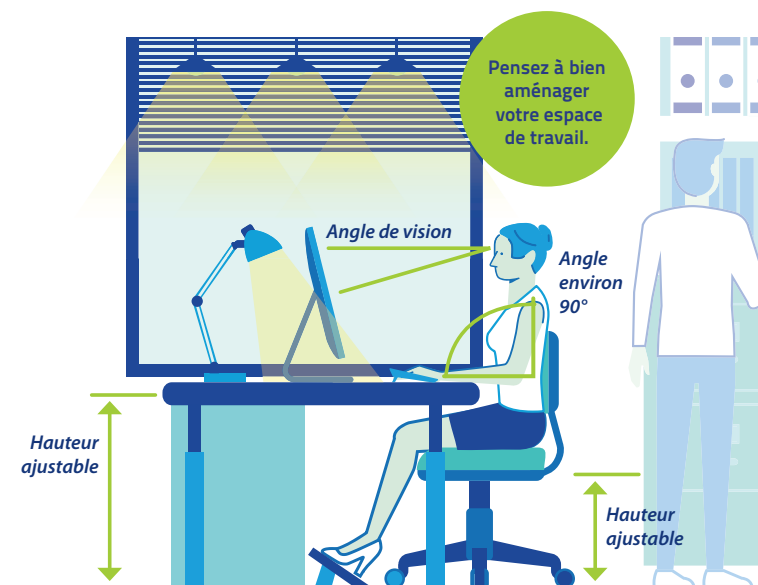 Pensez à bien
aménager
votre espace
de travail.
Angle de vision
Angle
environ
90°
Hauteur
ajustable
Hauteur
ajustable